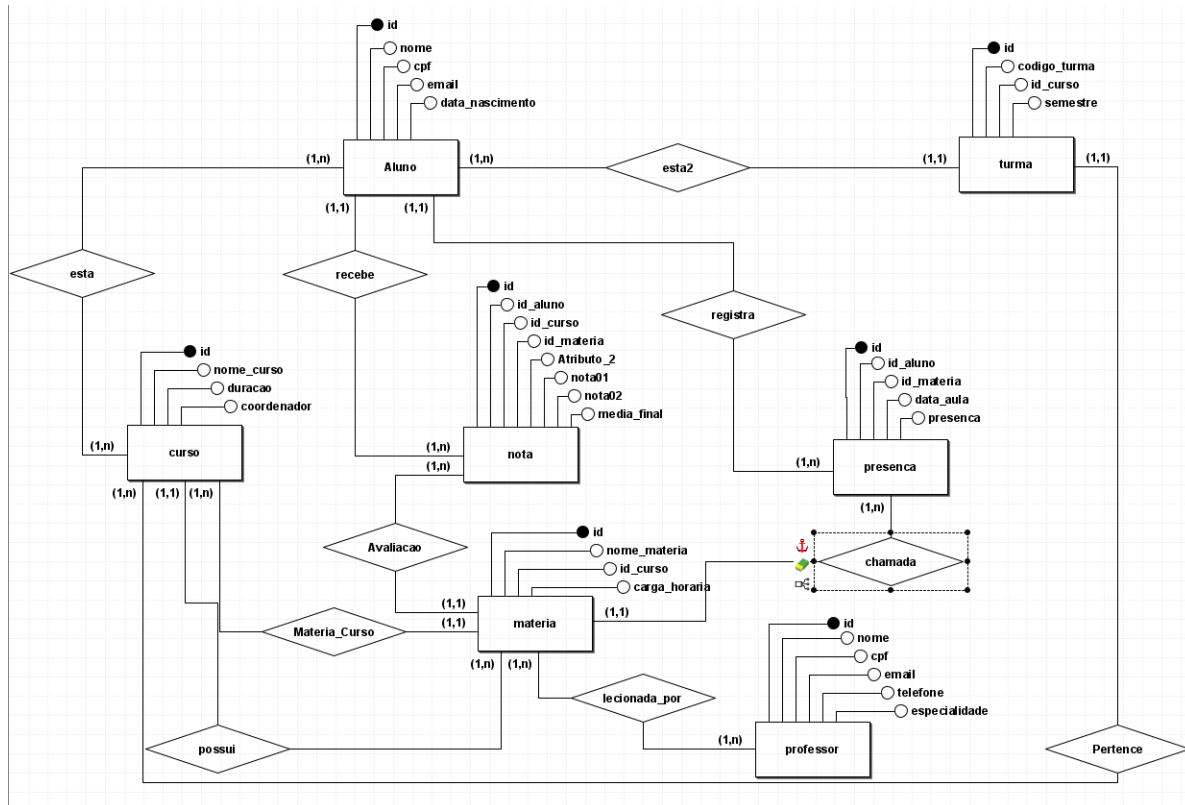 id
nome
cpf
email
data_nascimento
id
codigo_turma
id_curso
semestre
(1,n)
Aluno
(1,n)
esta2
(1,1)
turma
(1,1)
(1,1)
(1,1)
esta
recebe
registra
id
id_aluno
id_curso
id_materia
Atributo_2
nota01
nota02
media_final
id
nome_curso
duracao
coordenador
id
id_aluno
id_materia
data_aula
presenca
(1,n)
curso
(1,n)
nota
(1,n)
(1,n)
presenca
(1,n)
(1,1)
(1,n)
(1,n)
Avaliacao
chamada
id
nome_materia
id_curso
carga_horaria
(1,1)
materia
(1,1)
Materia_Curso
(1,1)
(1,n)
(1,n)
id
nome
cpf
email
telefone
especialidade
lecionada_por
possui
(1,n)
professor
Pertence